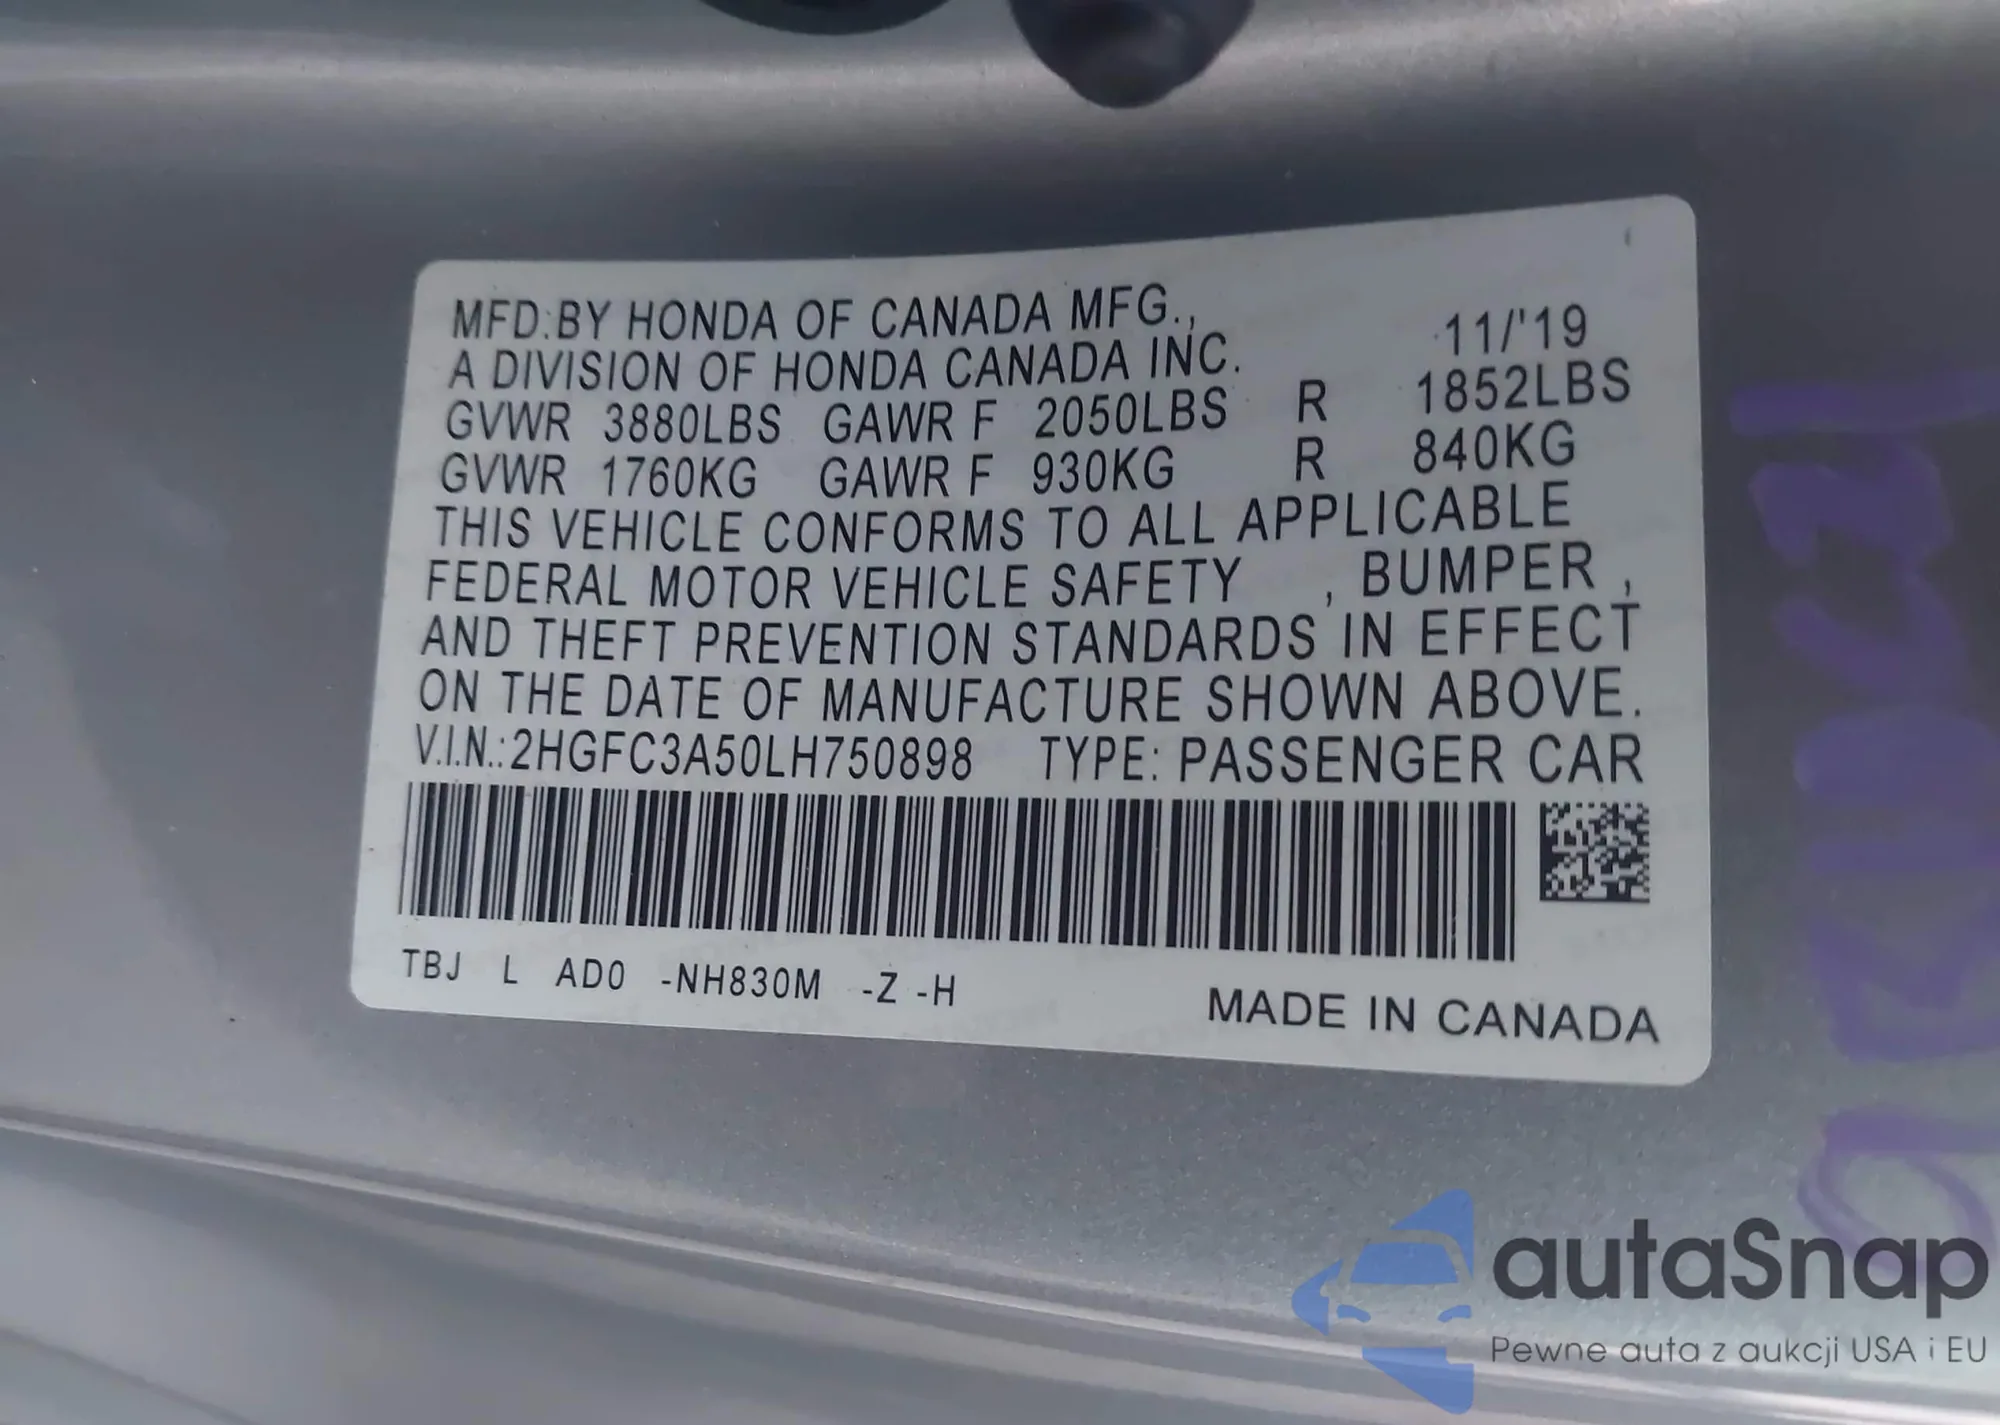 MFD.BY HONDA OF CANADA MFG.,
A DIVISION OF HONDA CANADA INC. 11/'19
GVWR 3880LBS GAWR F 2050LBS R 1852LBS
GVWR 1760KG GAWR F 930KG R 840KG
THIS VEHICLE CONFORMS TO ALL APPLICABLE
FEDERAL MOTOR VEHICLE SAFETY , BUMPER ,
AND THEFT PREVENTION STANDARDS IN EFFECT
ON THE DATE OF MANUFACTURE SHOWN ABOVE.
V.I.N.:2HGFC3A50LH750898 TYPE: PASSENGER CAR
TBJ L AD0 -NH830M -Z -H
MADE IN CANADA
autaSnap
Pewne auta z aukcji USA i EU